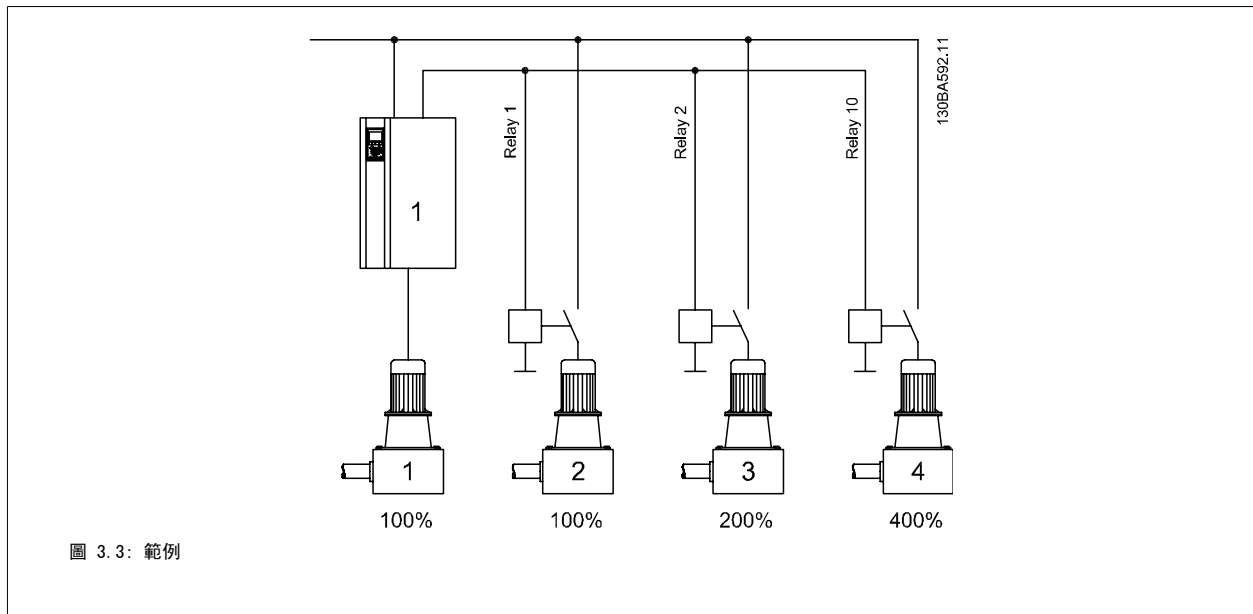 130BA592.11
Relay 1
Relay 2
Relay 10
1
1
2
3
4
100%
100%
200%
400%
圖 3.3: 範例